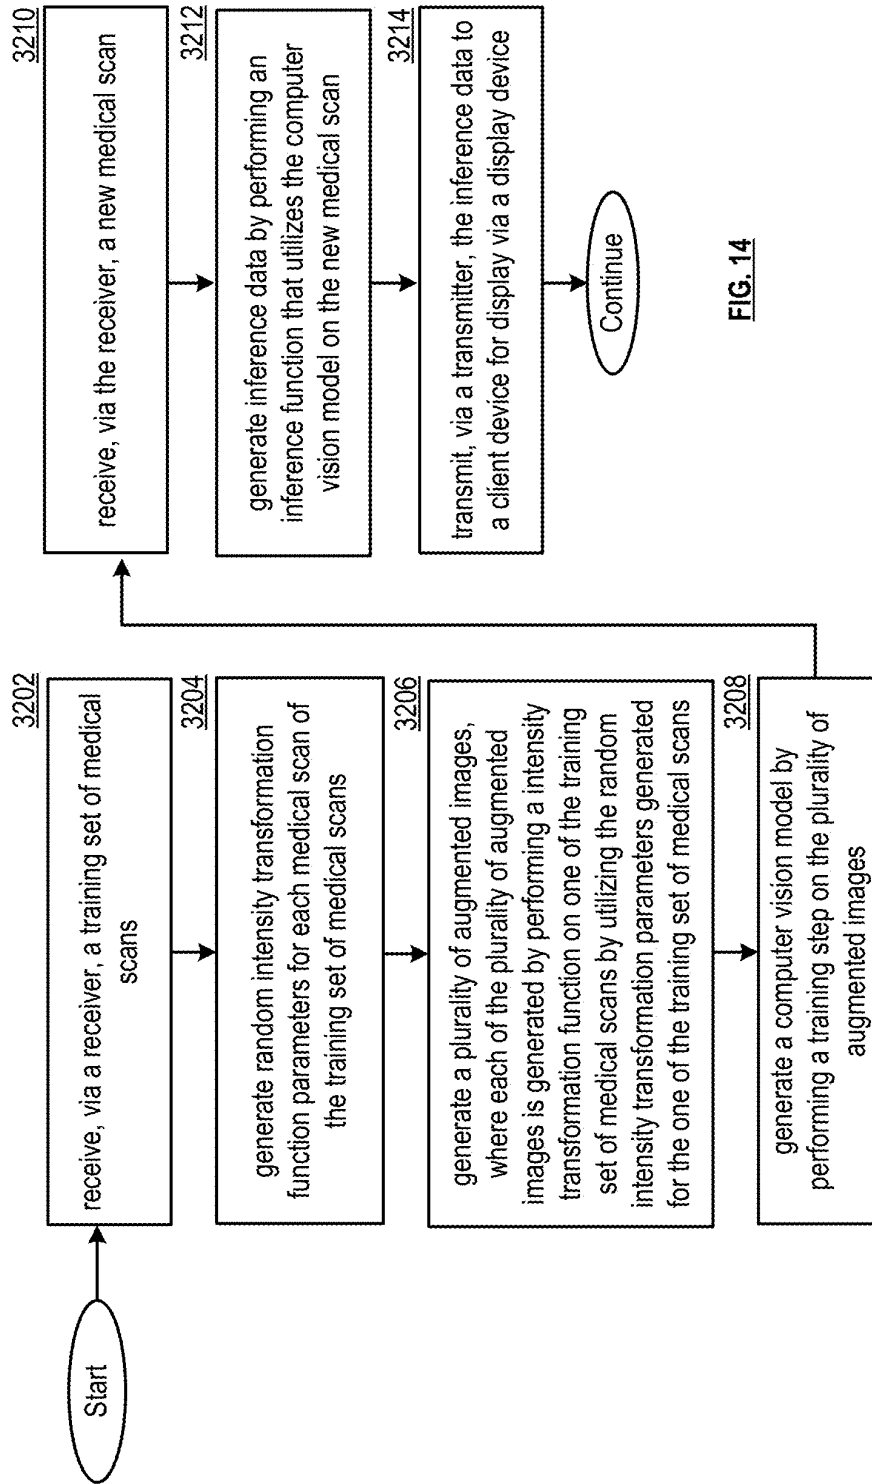 Start
3202
receive, via a receiver, a training set of medical
scans
3204
generate random intensity transformation
function parameters for each medical scan of
the training set of medical scans
3206
generate a plurality of augmented images,
where each of the plurality of augmented
images is generated by performing a intensity
transformation function on one of the training
set of medical scans by utilizing the random
intensity transformation parameters generated
for the one of the training set of medical scans
3208
generate a computer vision model by
performing a training step on the plurality of
augmented images
3210
receive, via the receiver, a new medical scan
3212
generate inference data by performing an
inference function that utilizes the computer
vision model on the new medical scan
3214
transmit, via a transmitter, the inference data to
a client device for display via a display device
Continue
FIG. 14